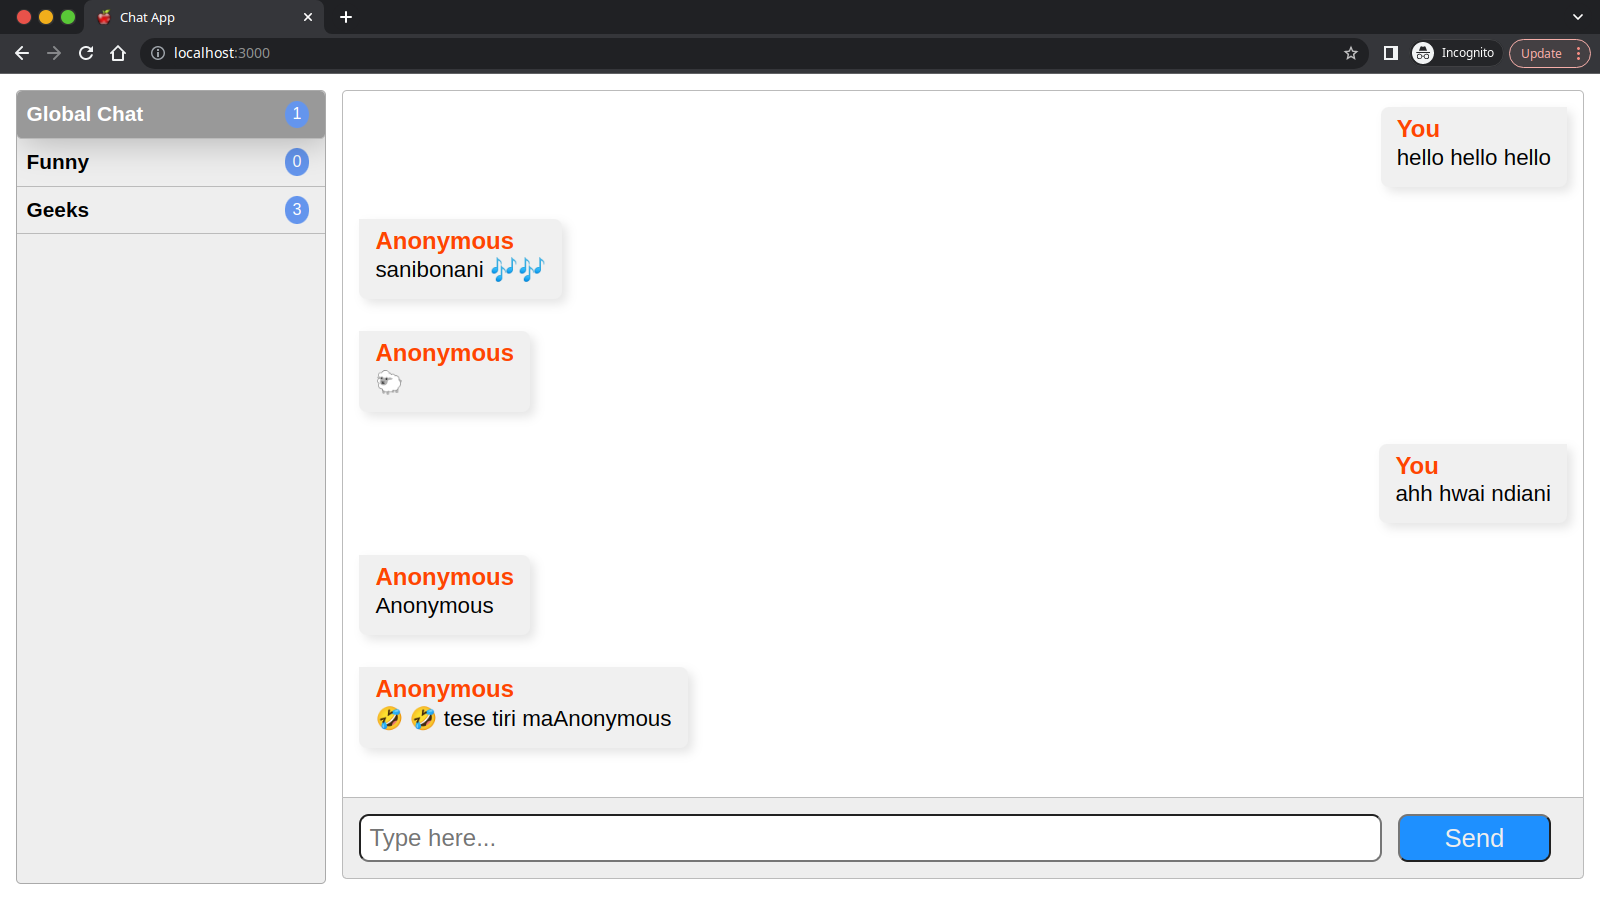 Chat App
localhost:3000
Incognito
Update
Global Chat 1
Funny 0
Geeks 3
You
hello hello hello
Anonymous
sanibonani 🎶🎶
Anonymous
🐑
You
ahh hwai ndiani
Anonymous
Anonymous
Anonymous
🤣 🤣 tese tiri maAnonymous
Type here...
Send